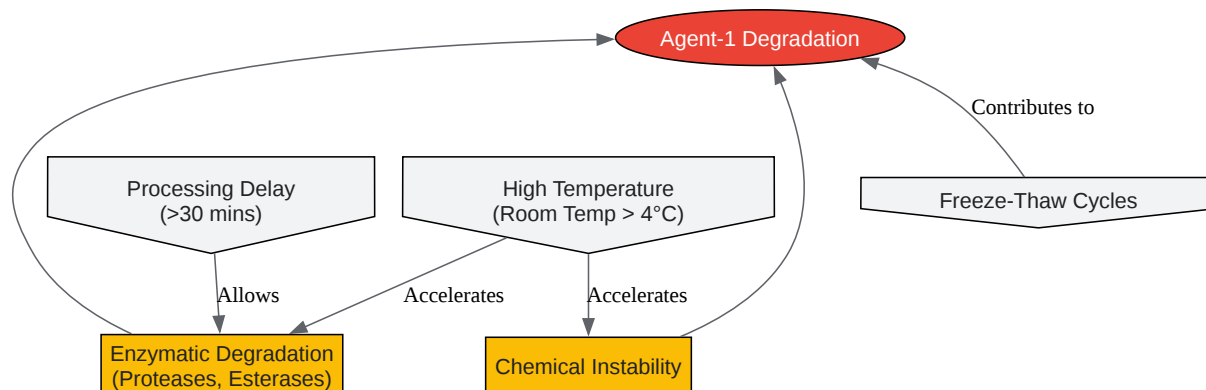 Agent-1 Degradation
Contributes to
Processing Delay
(>30 mins)
High Temperature
(Room Temp > 4°C)
Freeze-Thaw Cycles
Allows
Accelerates
Accelerates
Enzymatic Degradation
(Proteases, Esterases)
Chemical Instability